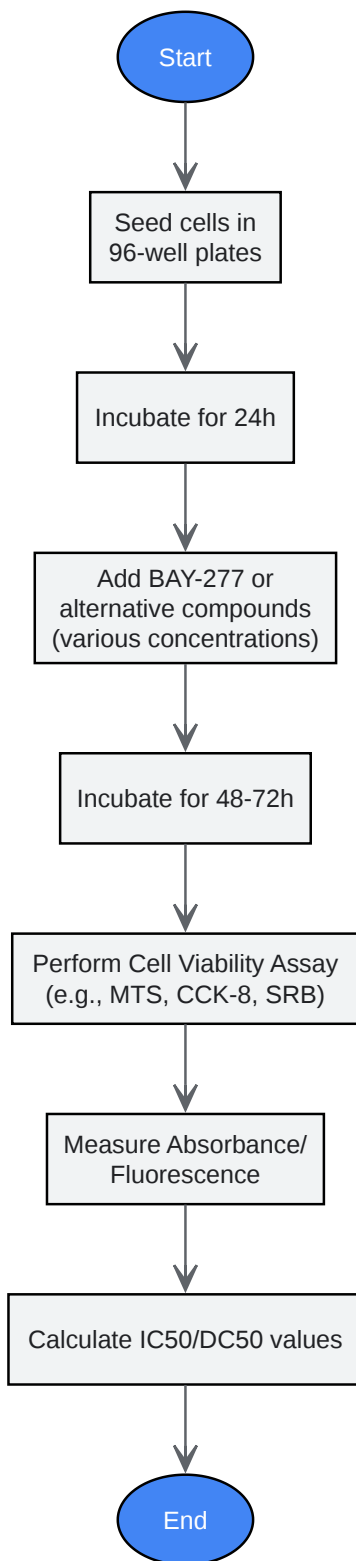 Start
Seed cells in
96-well plates
Incubate for 24h
Add BAY-277 or
alternative compounds
(various concentrations)
Incubate for 48-72h
Perform Cell Viability Assay
(e.g., MTS, CCK-8, SRB)
Measure Absorbance/
Fluorescence
Calculate IC50/DC50 values
End